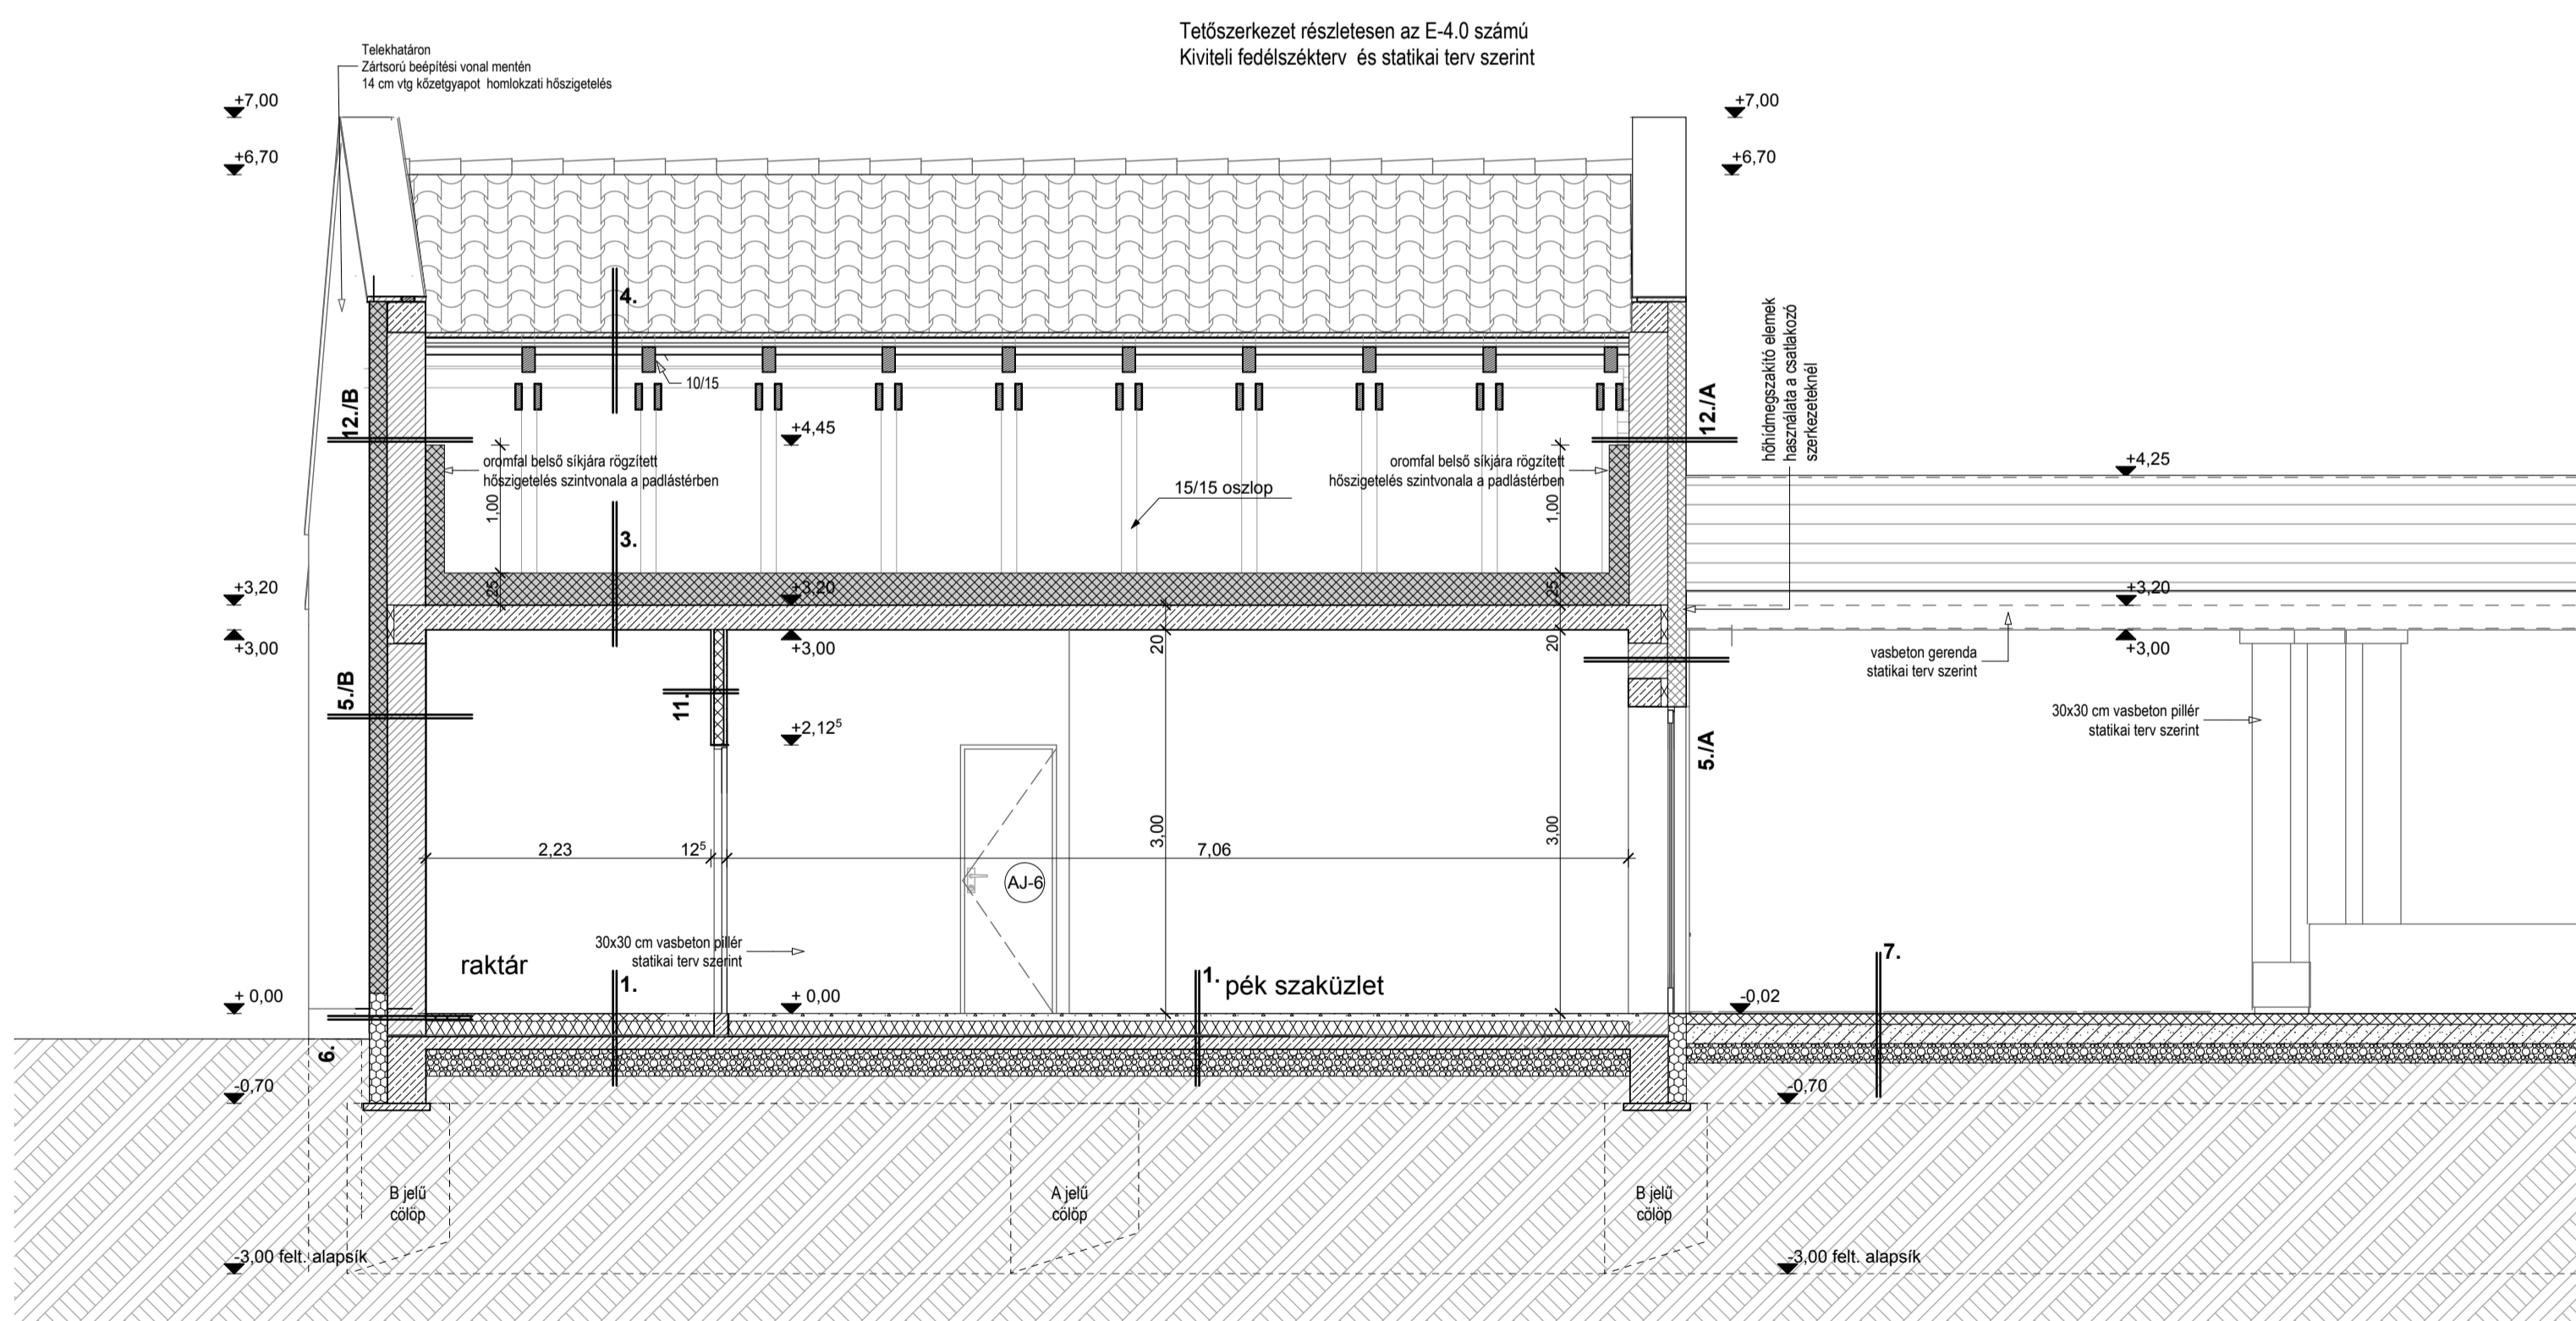 Tetőszerkezet részletesen az E-4.0 számú
Kiviteli fedélszékterv és statikai terv szerint
Telekhatáron
Zártsorú beépítési vonal mentén
14 cm vtg kőzetgyapot homlokzati hőszigetelés
+7,00
+7,00
+6,70
+6,70
4.
10/15
12./B
12./A
hőhídmegszakító elemek
használata a csatlakozó
szerkezeteknél
+4,45
+4,25
oromfal belső síkjára rögzített
hőszigetelés szintvonala a padlástérben
oromfal belső síkjára rögzített
hőszigetelés szintvonala a padlástérben
15/15 oszlop
1,00
1,00
3.
25
25
+3,20
+3,20
+3,20
+3,00
+3,00
+3,00
20
20
vasbeton gerenda
statikai terv szerint
5./B
11.
+2,12⁵
5./A
30x30 cm vasbeton pillér
statikai terv szerint
2,23
12⁵
3,00
7,06
3,00
AJ-6
30x30 cm vasbeton pillér
statikai terv szerint
raktár
1.
1.
pék szaküzlet
7.
+ 0,00
+ 0,00
-0,02
6.
-0,70
-0,70
B jelű
cölöp
A jelű
cölöp
B jelű
cölöp
-3,00 felt. alapsík
-3,00 felt. alapsík